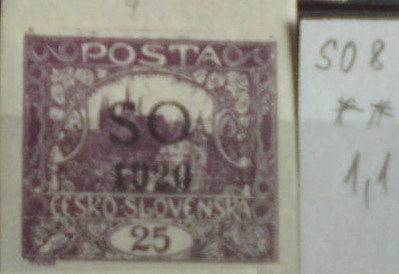 POSTA
SO
1920
ČESKO-SLOVENSKÁ
25
SO 8
**
1,1